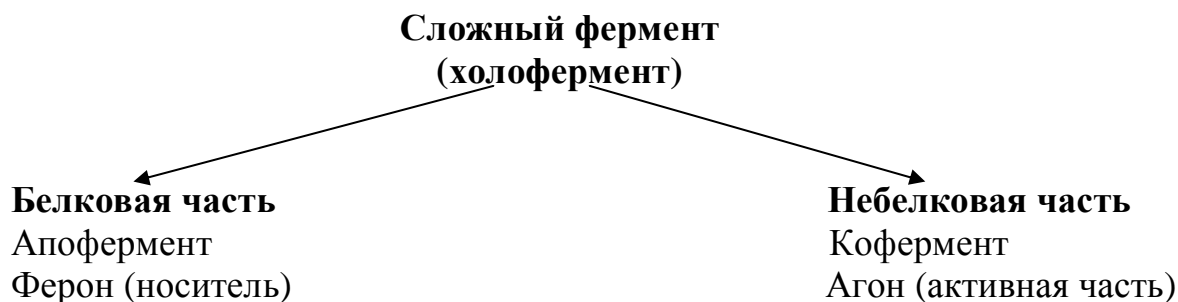 Сложный фермент
(холофермент)
Белковая часть
Апофермент
Ферон (носитель)
Небелковая часть
Кофермент
Агон (активная часть)